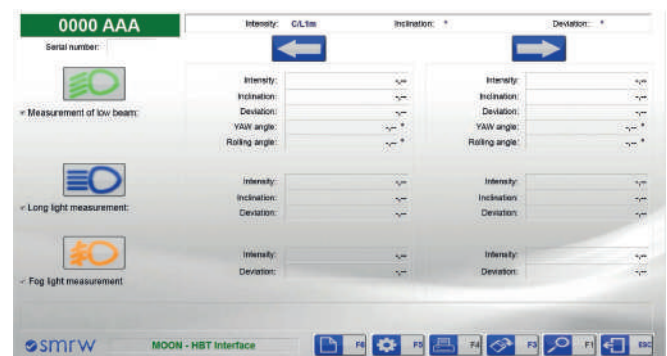 0000 AAA
Intensity: C/L1m Inclination: ° Deviation: °
Serial number:
Intensity: -,-- Intensity: -,--
Inclination: -,-- Inclination: -,--
Measurement of low beam: Deviation: -,-- Deviation: -,--
YAW angle: -,-- ° YAW angle: -,-- °
Rolling angle: -,-- ° Rolling angle: -,-- °
Intensity: -,-- Intensity: -,--
Inclination: -,-- Inclination: -,--
Long light measurement: Deviation: -,-- Deviation: -,--
Intensity: -,-- Intensity: -,--
Deviation: -,-- Deviation: -,--
Fog light measurement
smrw MOON - HBT Interface F6 F5 F4 F3 F1 ESC